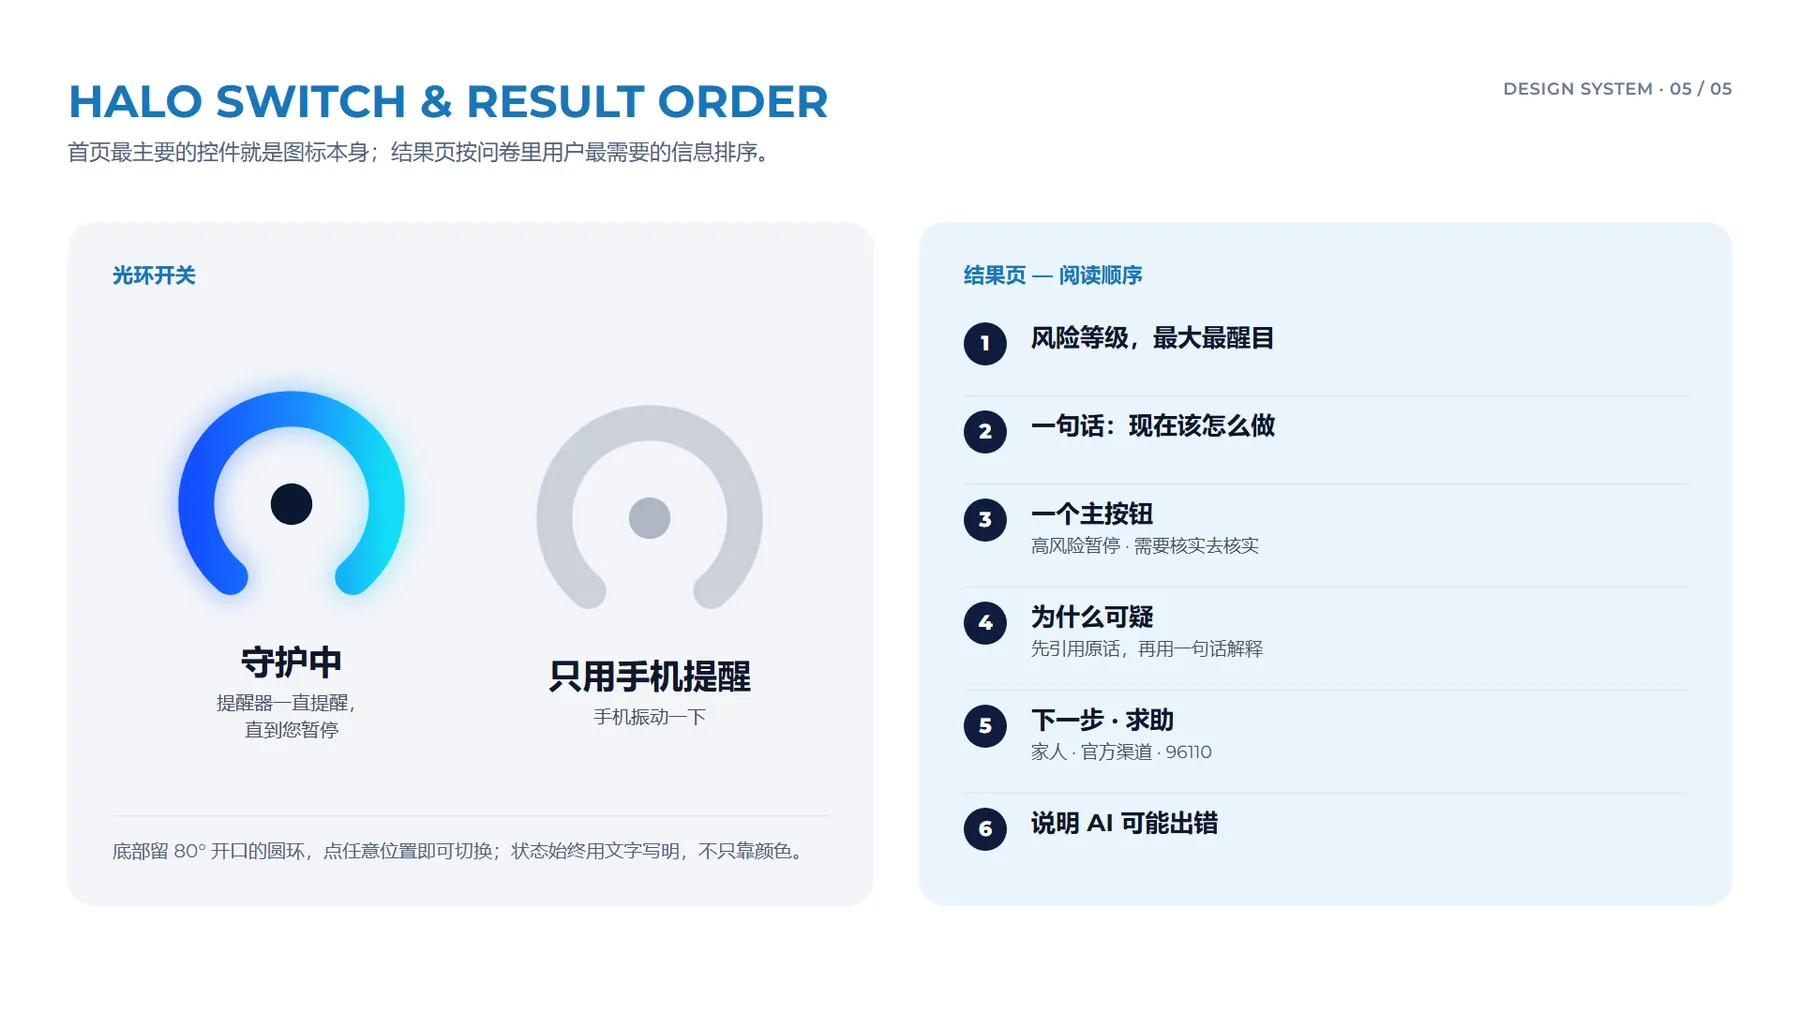 HALO SWITCH & RESULT ORDER
DESIGN SYSTEM · 05 / 05
首页最主要的控件就是图标本身；结果页按问卷里用户最需要的信息排序。
光环开关
守护中
提醒器一直提醒，
直到您暂停
只用手机提醒
手机振动一下
底部留 80° 开口的圆环，点任意位置即可切换；状态始终用文字写明，不只靠颜色。
结果页 — 阅读顺序
1 风险等级，最大最醒目
2 一句话：现在该怎么做
3 一个主按钮
高风险暂停 · 需要核实去核实
4 为什么可疑
先引用原话，再用一句话解释
5 下一步 · 求助
家人 · 官方渠道 · 96110
6 说明 AI 可能出错